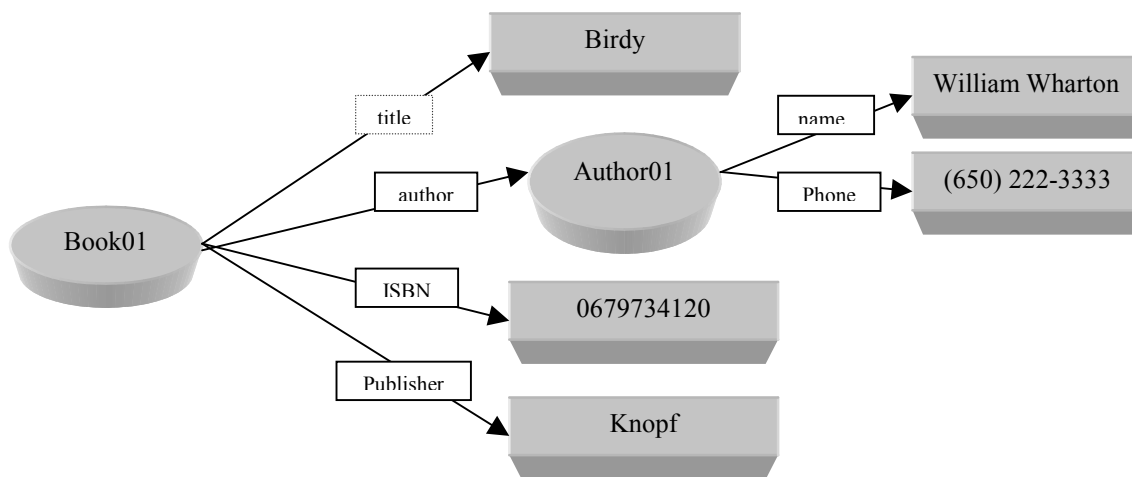 Birdy
William Wharton
title
name
author
Author01
Phone
(650) 222-3333
Book01
ISBN
0679734120
Publisher
Knopf